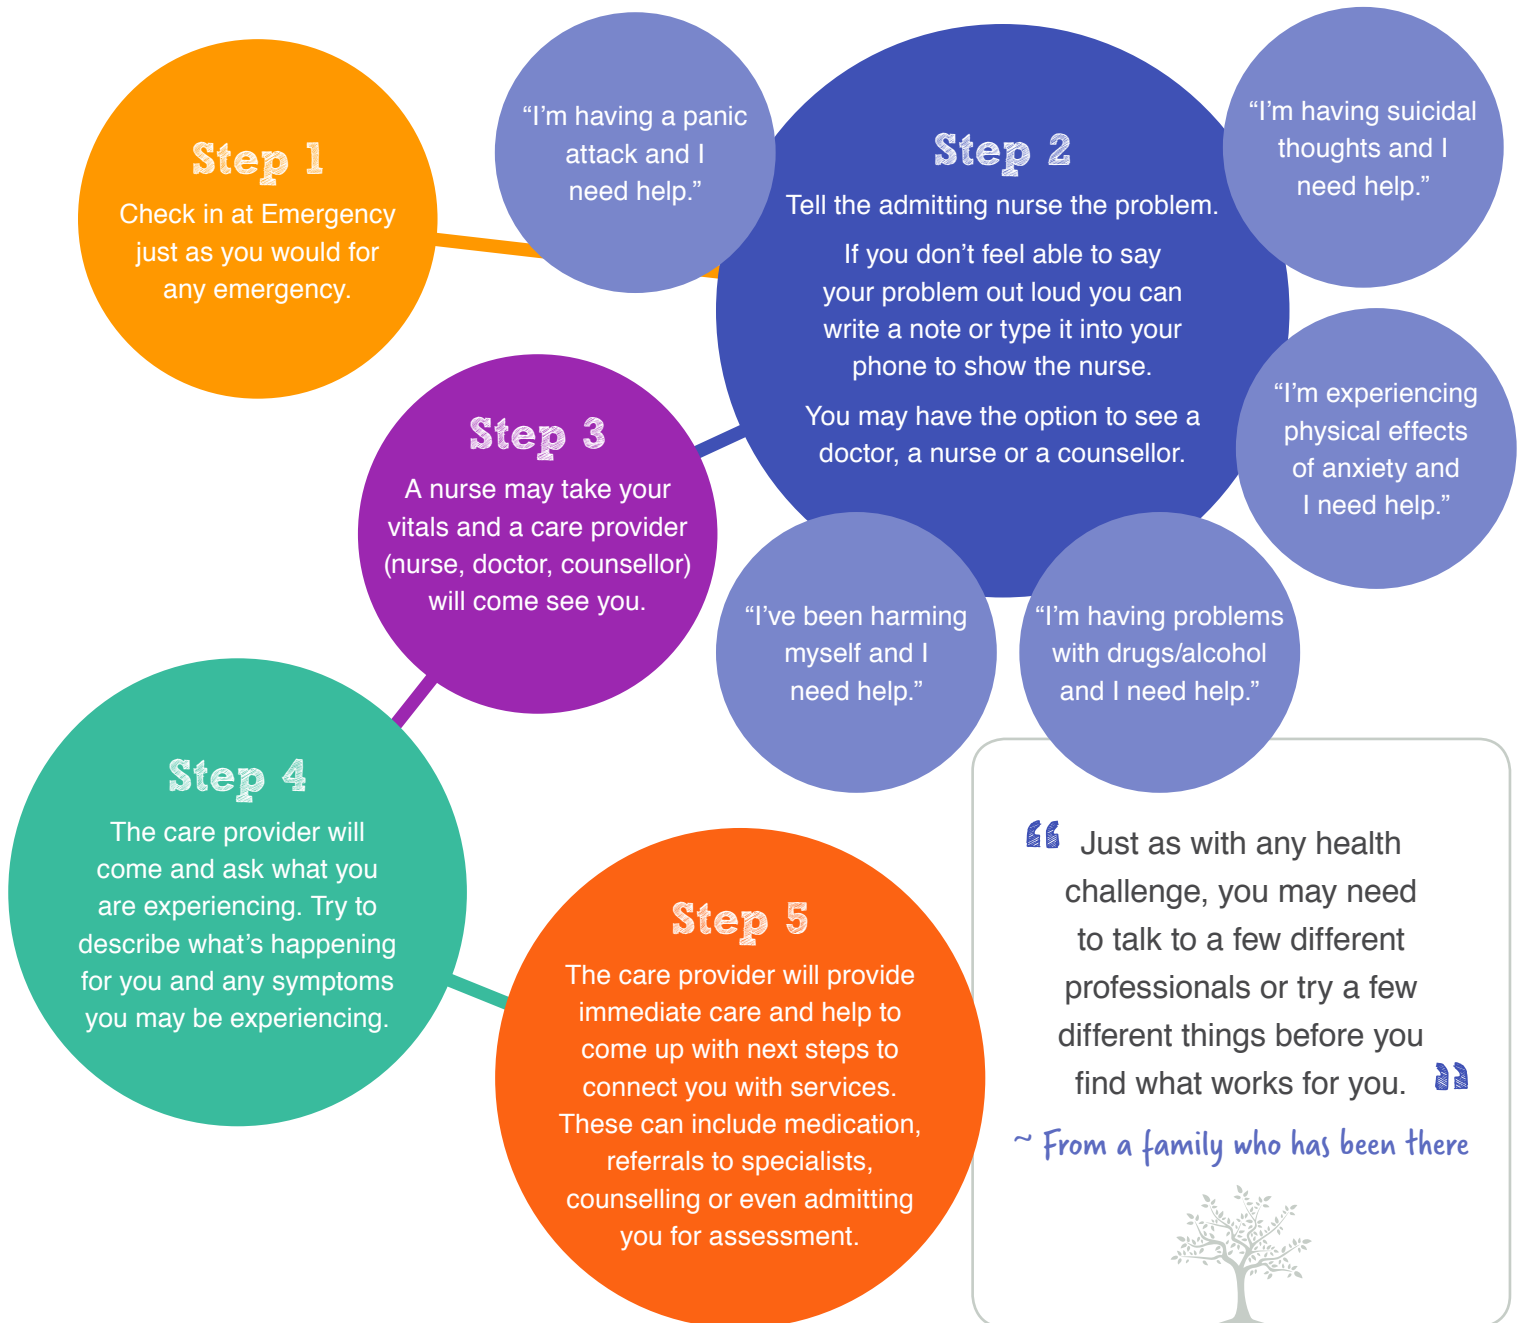 Step 1
Check in at Emergency
just as you would for
any emergency.
“I’m having a panic
attack and I
need help.”
Step 2
Tell the admitting nurse the problem.
If you don’t feel able to say
your problem out loud you can
write a note or type it into your
phone to show the nurse.
You may have the option to see a
doctor, a nurse or a counsellor.
“I’m having suicidal
thoughts and I
need help.”
“I’m experiencing
physical effects
of anxiety and
I need help.”
“I’ve been harming
myself and I
need help.”
“I’m having problems
with drugs/alcohol
and I need help.”
Step 3
A nurse may take your
vitals and a care provider
(nurse, doctor, counsellor)
will come see you.
Step 4
The care provider will
come and ask what you
are experiencing. Try to
describe what’s happening
for you and any symptoms
you may be experiencing.
Step 5
The care provider will provide
immediate care and help to
come up with next steps to
connect you with services.
These can include medication,
referrals to specialists,
counselling or even admitting
you for assessment.
“ Just as with any health
challenge, you may need
to talk to a few different
professionals or try a few
different things before you
find what works for you. ”
~ From a family who has been there